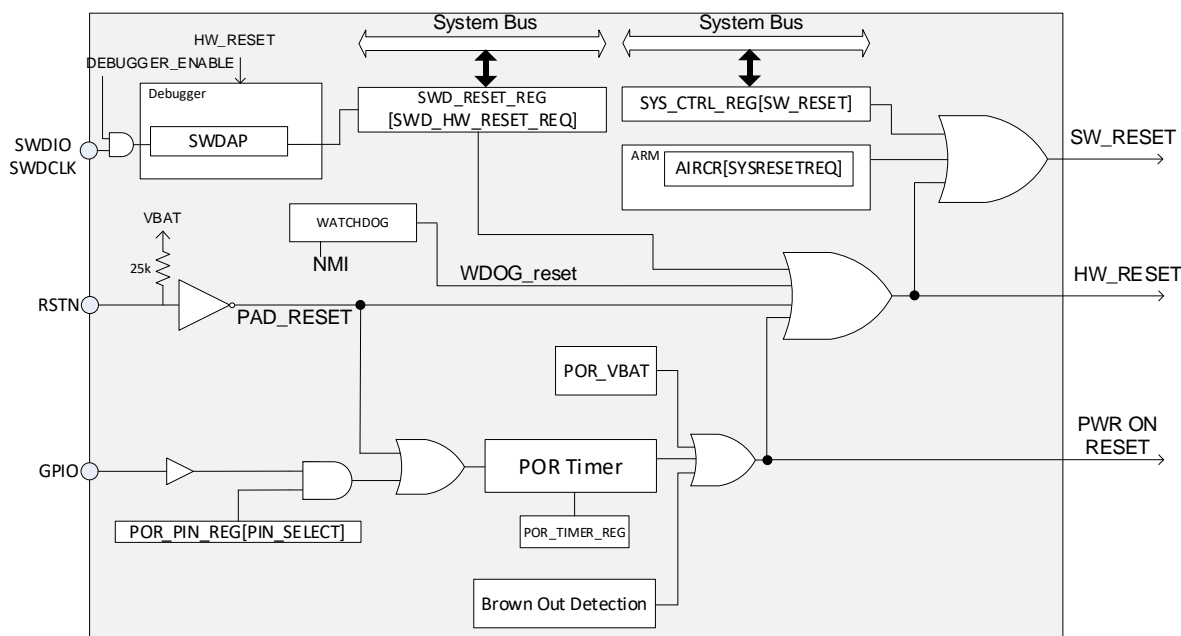 System Bus
System Bus
HW_RESET
DEBUGGER_ENABLE
Debugger
SWDAP
SWD_RESET_REG
[SWD_HW_RESET_REQ]
SYS_CTRL_REG[SW_RESET]
ARM
AIRCR[SYSRESETREQ]
SW_RESET
SWDIO
SWDCLK
VBAT
25k
WATCHDOG
NMI
WDOG_reset
HW_RESET
RSTN
PAD_RESET
POR_VBAT
PWR ON
RESET
GPIO
POR Timer
POR_PIN_REG[PIN_SELECT]
POR_TIMER_REG
Brown Out Detection